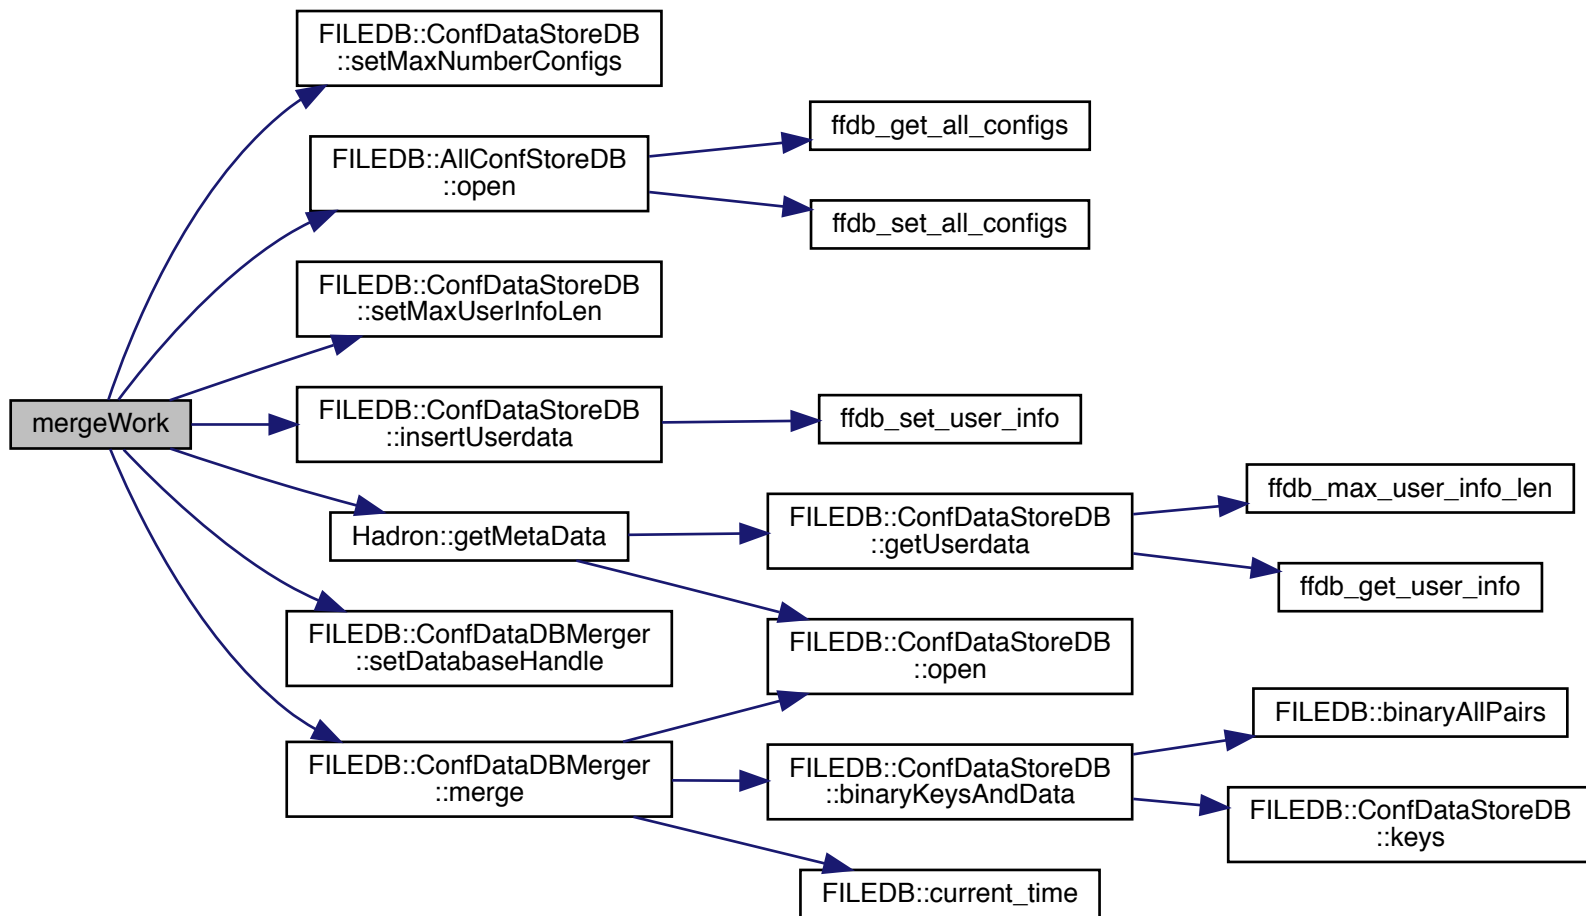 FILEDB::ConfDataStoreDB
::setMaxNumberConfigs
FILEDB::AllConfStoreDB
::open
ffdb_get_all_configs
ffdb_set_all_configs
FILEDB::ConfDataStoreDB
::setMaxUserInfoLen
mergeWork
FILEDB::ConfDataStoreDB
::insertUserdata
ffdb_set_user_info
Hadron::getMetaData
FILEDB::ConfDataStoreDB
::getUserdata
ffdb_max_user_info_len
ffdb_get_user_info
FILEDB::ConfDataDBMerger
::setDatabaseHandle
FILEDB::ConfDataStoreDB
::open
FILEDB::ConfDataDBMerger
::merge
FILEDB::ConfDataStoreDB
::binaryKeysAndData
FILEDB::binaryAllPairs
FILEDB::ConfDataStoreDB
::keys
FILEDB::current_time